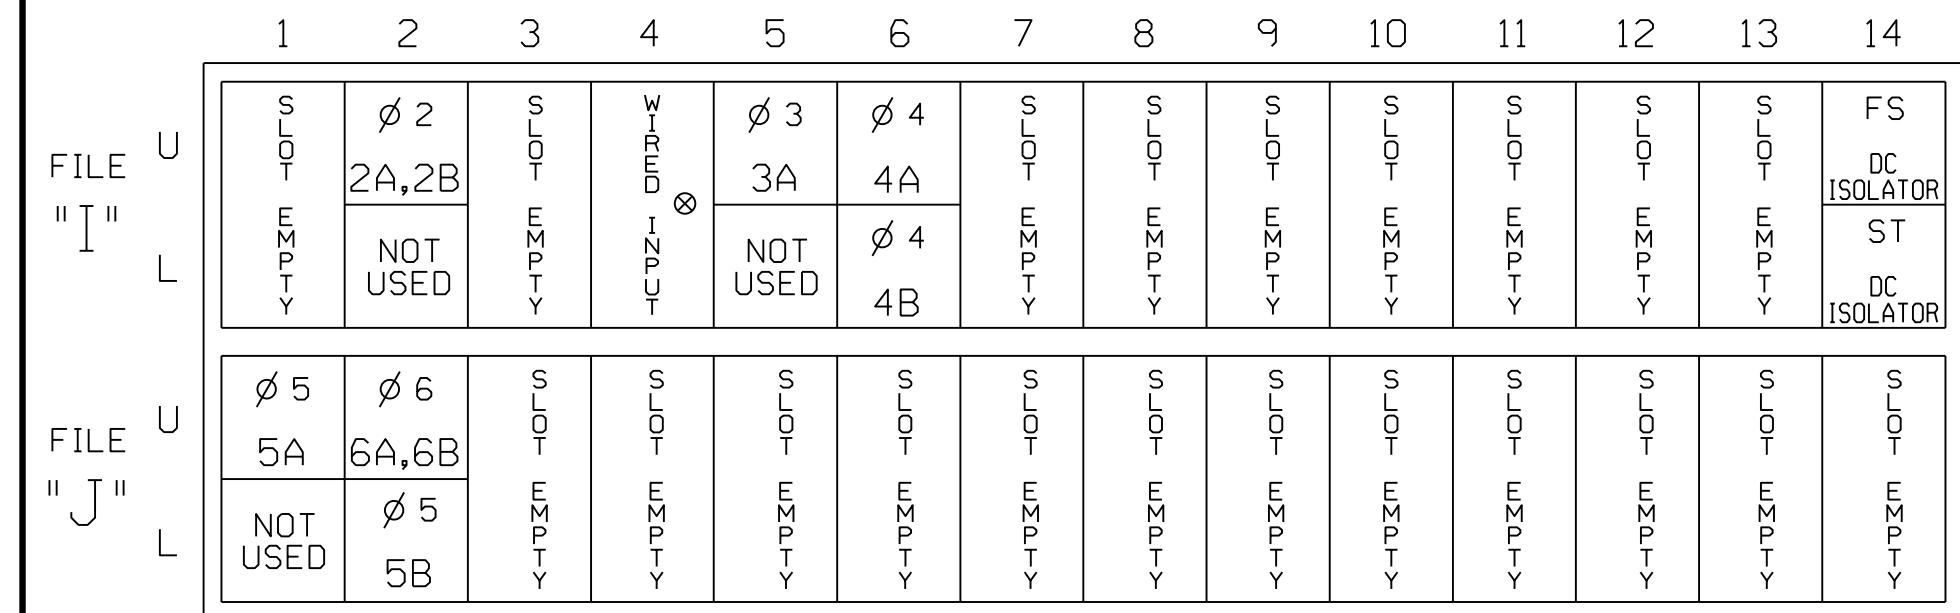 1 2 3 4 5 6 7 8 9 10 11 12 13 14
FILE "I"
U
L
SLOT EMPTY
Ø 2
2A,2B
NOT USED
SLOT EMPTY
WIRED INPUT
Ø 3
3A
NOT USED
Ø 4
4A
Ø 4
4B
SLOT EMPTY
SLOT EMPTY
SLOT EMPTY
SLOT EMPTY
SLOT EMPTY
SLOT EMPTY
SLOT EMPTY
FS
DC
ISOLATOR
ST
DC
ISOLATOR
FILE "J"
U
L
Ø 5
5A
NOT USED
Ø 6
6A,6B
Ø 5
5B
SLOT EMPTY
SLOT EMPTY
SLOT EMPTY
SLOT EMPTY
SLOT EMPTY
SLOT EMPTY
SLOT EMPTY
SLOT EMPTY
SLOT EMPTY
SLOT EMPTY
SLOT EMPTY
SLOT EMPTY